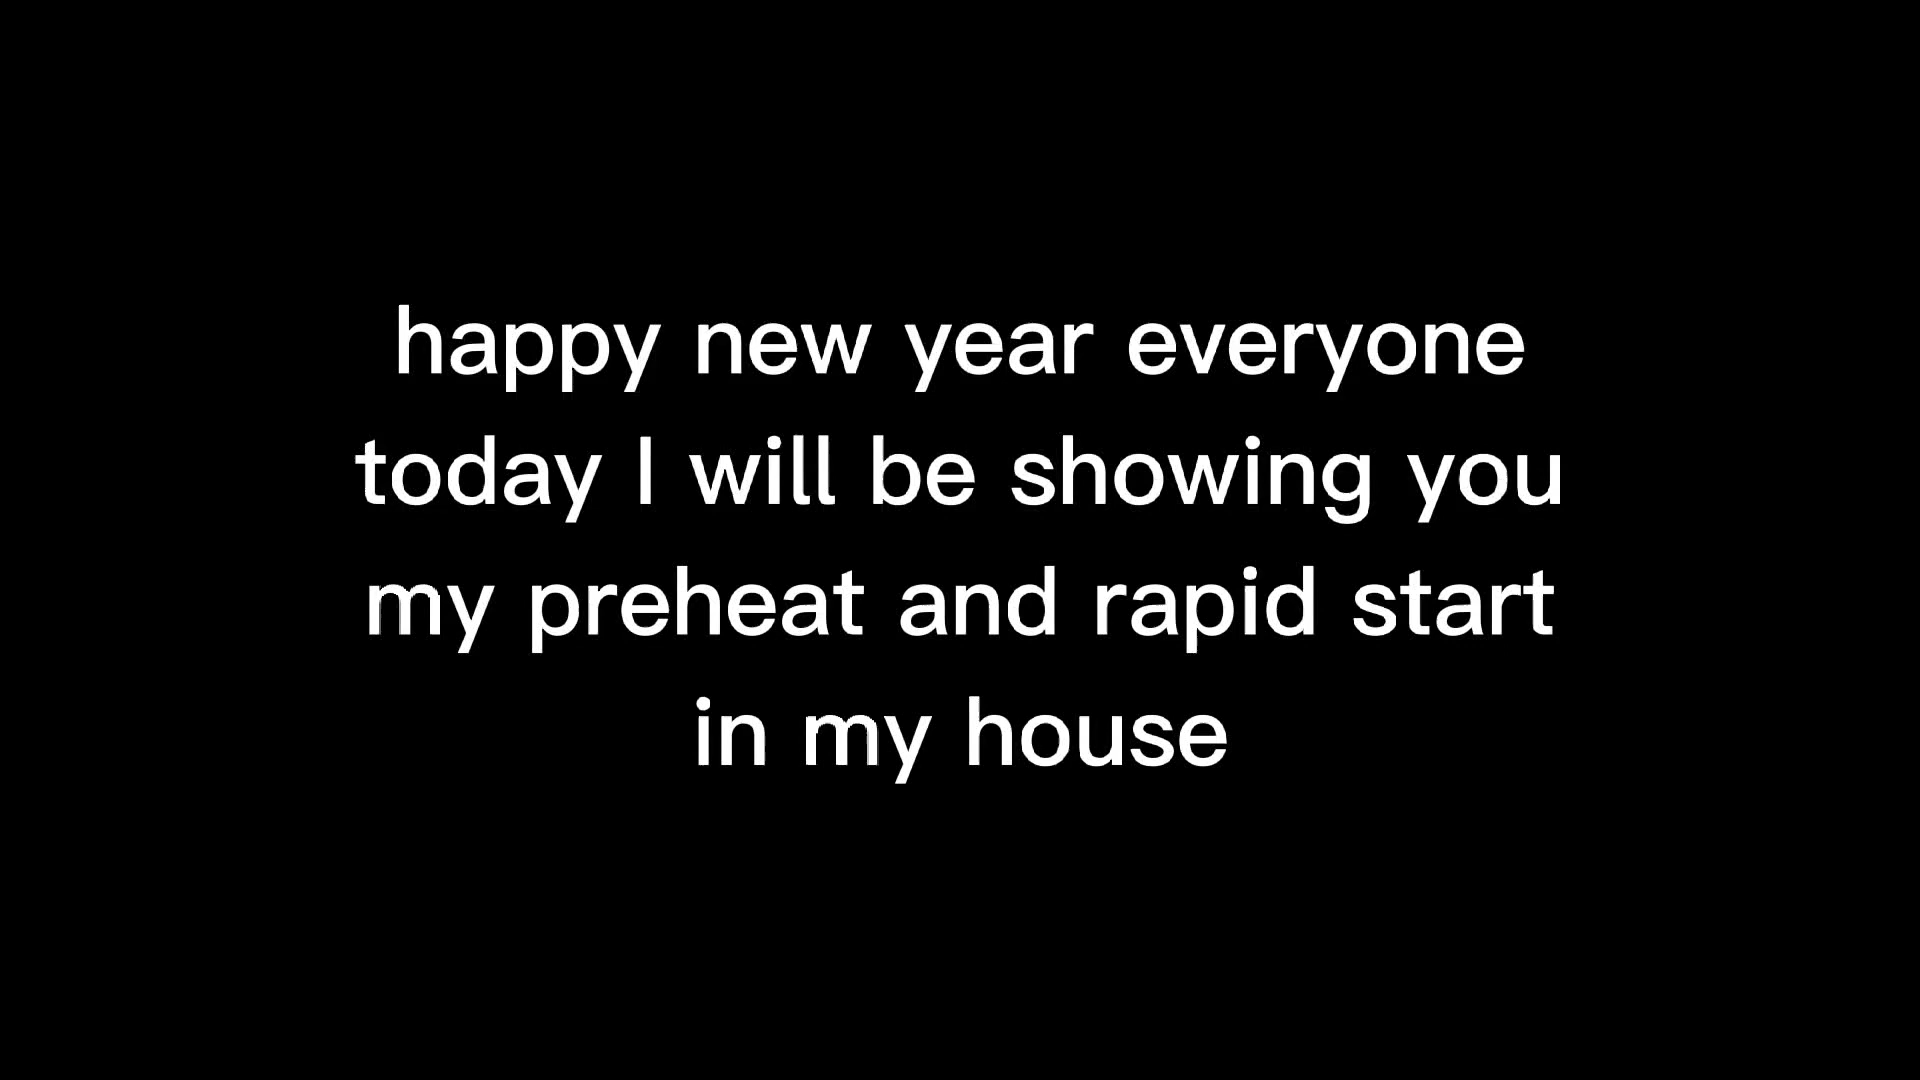 happy new year everyone
today I will be showing you
my preheat and rapid start
in my house